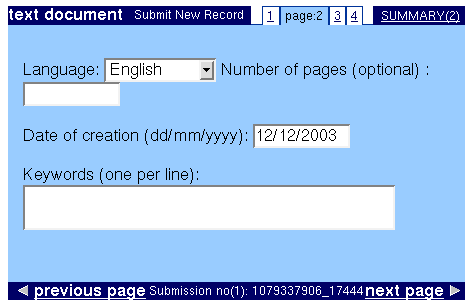 text document Submit New Record 1 page:2 3 4 SUMMARY(2)
Language: English Number of pages (optional) :
Date of creation (dd/mm/yyyy): 12/12/2003
Keywords (one per line):
previous page Submission no(1): 1079337906_17444 next page